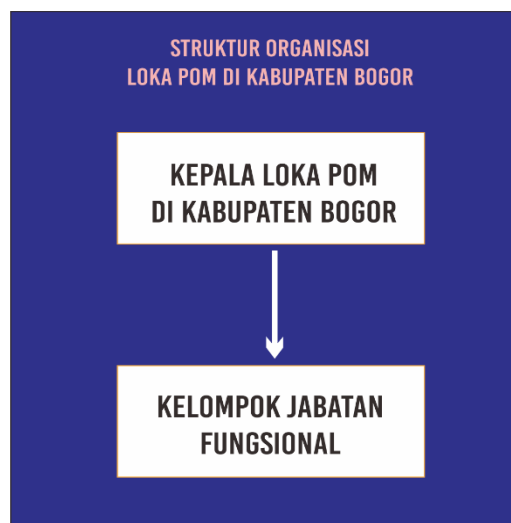 STRUKTUR ORGANISASI
LOKA POM DI KABUPATEN BOGOR
KEPALA LOKA POM
DI KABUPATEN BOGOR
KELOMPOK JABATAN
FUNGSIONAL